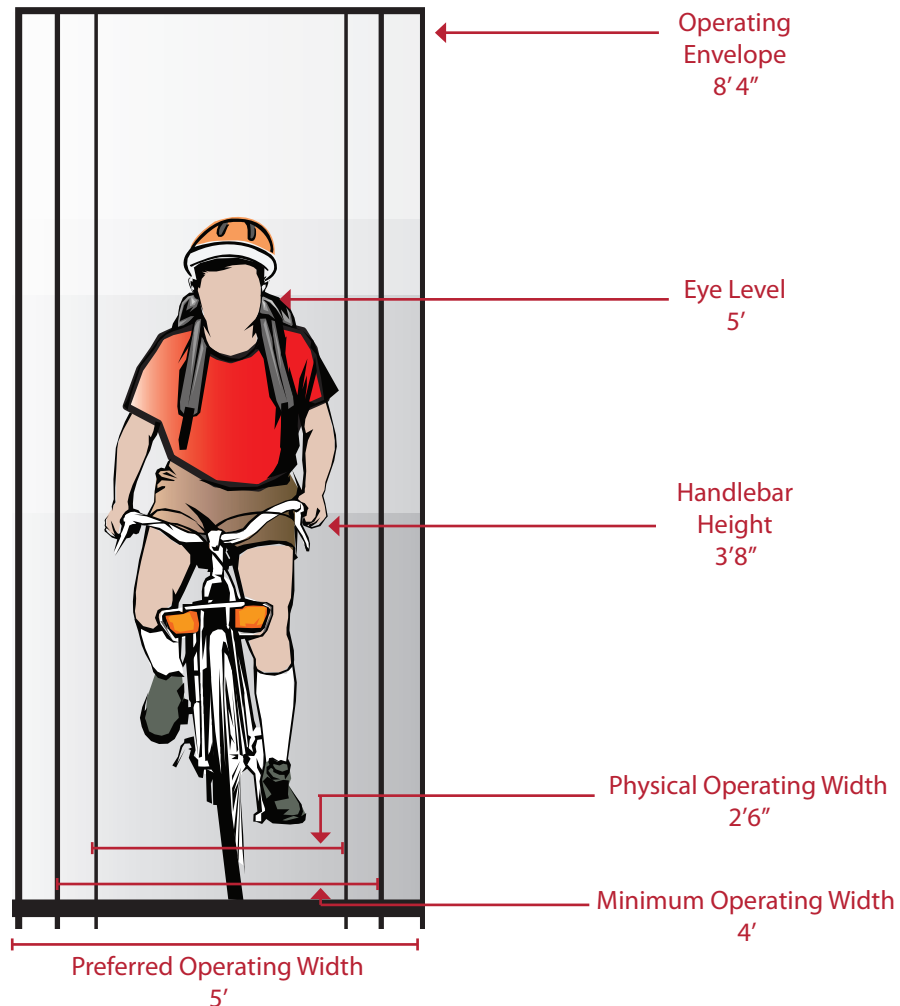 Operating
Envelope
8’ 4”
Eye Level
5’
Handlebar
Height
3’8”
Physical Operating Width
2’6”
Minimum Operating Width
4’
Preferred Operating Width
5’